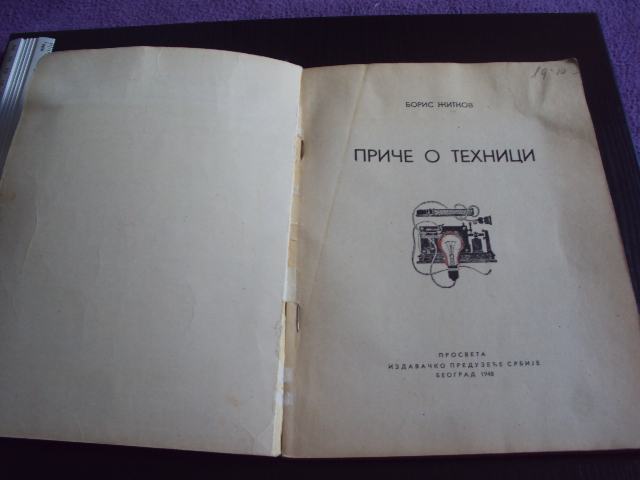 БОРИС ЖИТКОВ
ПРИЧЕ О ТЕХНИЦИ
ПРОСВЕТА
ИЗДАВАЧКО ПРЕДУЗЕЋЕ СРБИЈЕ
БЕОГРАД 1948